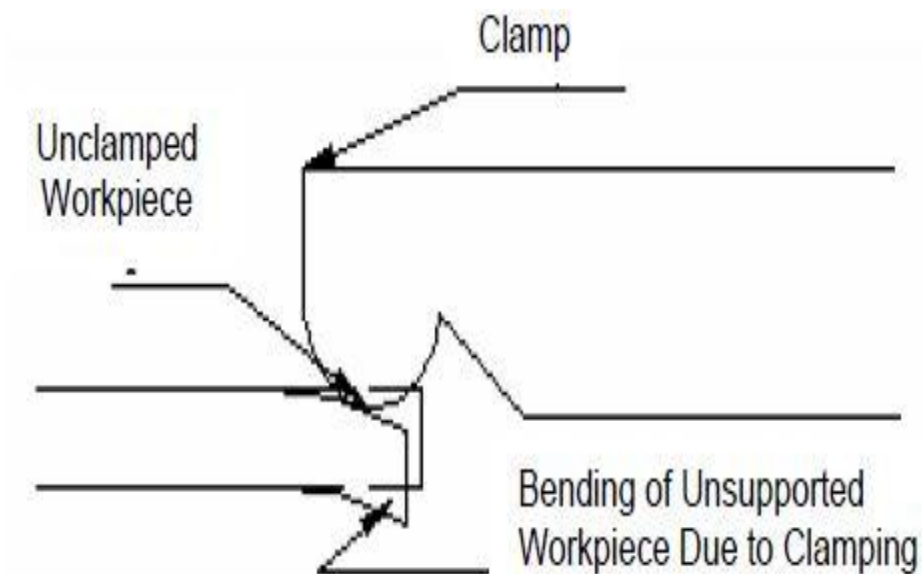 Clamp
Unclamped
Workpiece
Bending of Unsupported
Workpiece Due to Clamping